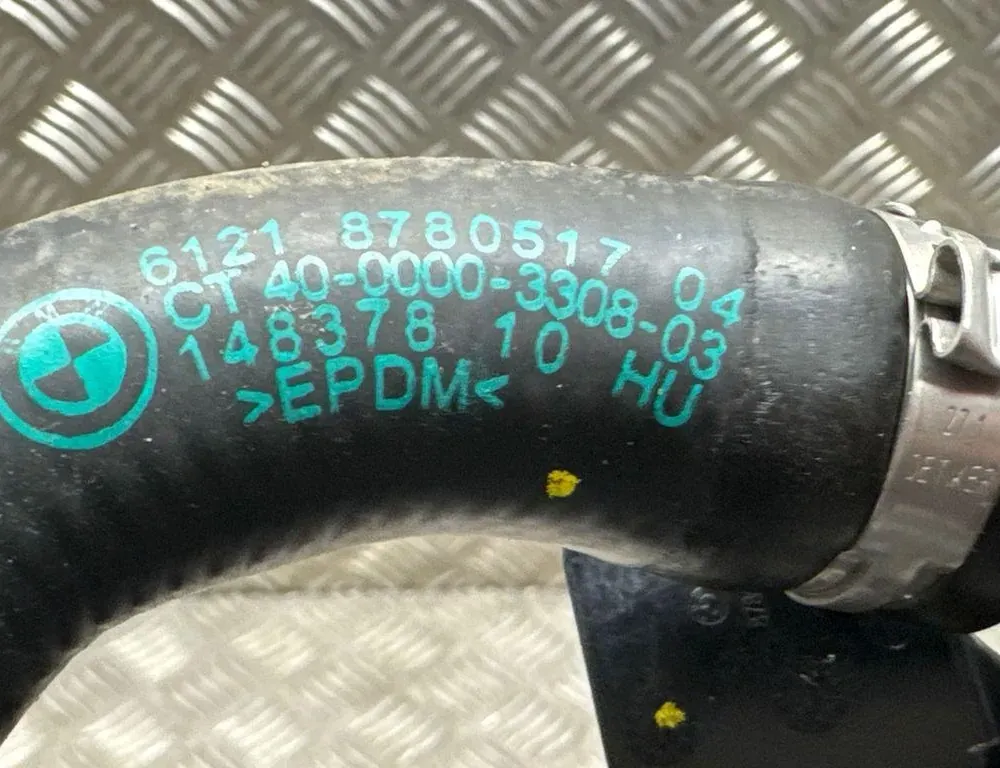 6121 8780517 04
CT 40-0000-3308-03
148378 10 HU
>EPDM<